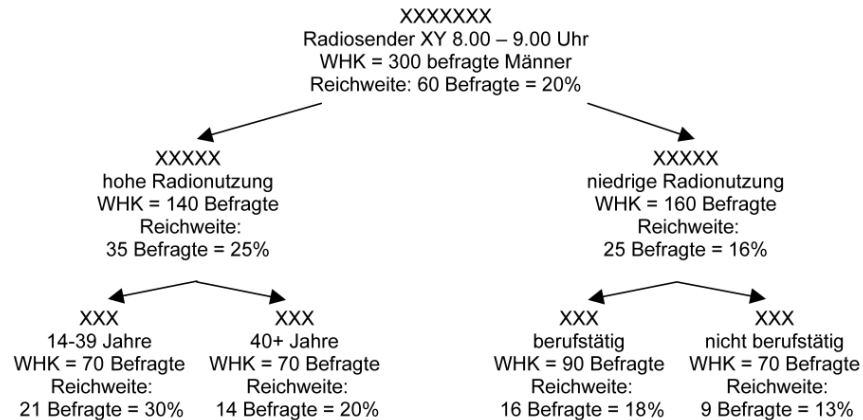 XXXXXXX
Radiosender XY 8.00 – 9.00 Uhr
WHK = 300 befragte Männer
Reichweite: 60 Befragte = 20%
XXXXX
hohe Radionutzung
WHK = 140 Befragte
Reichweite:
35 Befragte = 25%
XXXXX
niedrige Radionutzung
WHK = 160 Befragte
Reichweite:
25 Befragte = 16%
XXX
14-39 Jahre
WHK = 70 Befragte
Reichweite:
21 Befragte = 30%
XXX
40+ Jahre
WHK = 70 Befragte
Reichweite:
14 Befragte = 20%
XXX
berufstätig
WHK = 90 Befragte
Reichweite:
16 Befragte = 18%
XXX
nicht berufstätig
WHK = 70 Befragte
Reichweite:
9 Befragte = 13%